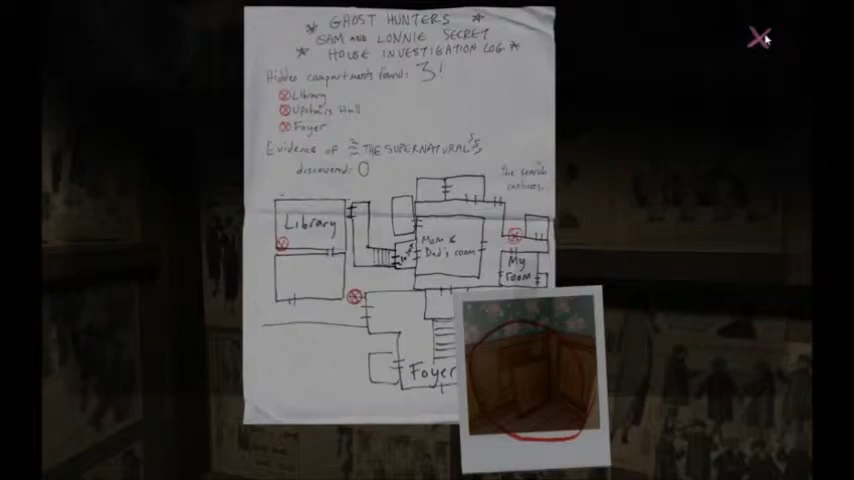 GHOST HUNTERS
SAM AND LONNIE SECRET
HOUSE INVESTIGATION LOG
Hidden compartments found: 3!
Library
Upstairs Hall
Foyer
Evidence of THE SUPERNATURAL
discovered: 0
the search
continues.
Library
Mom &
Dad's room
My
room
Foyer